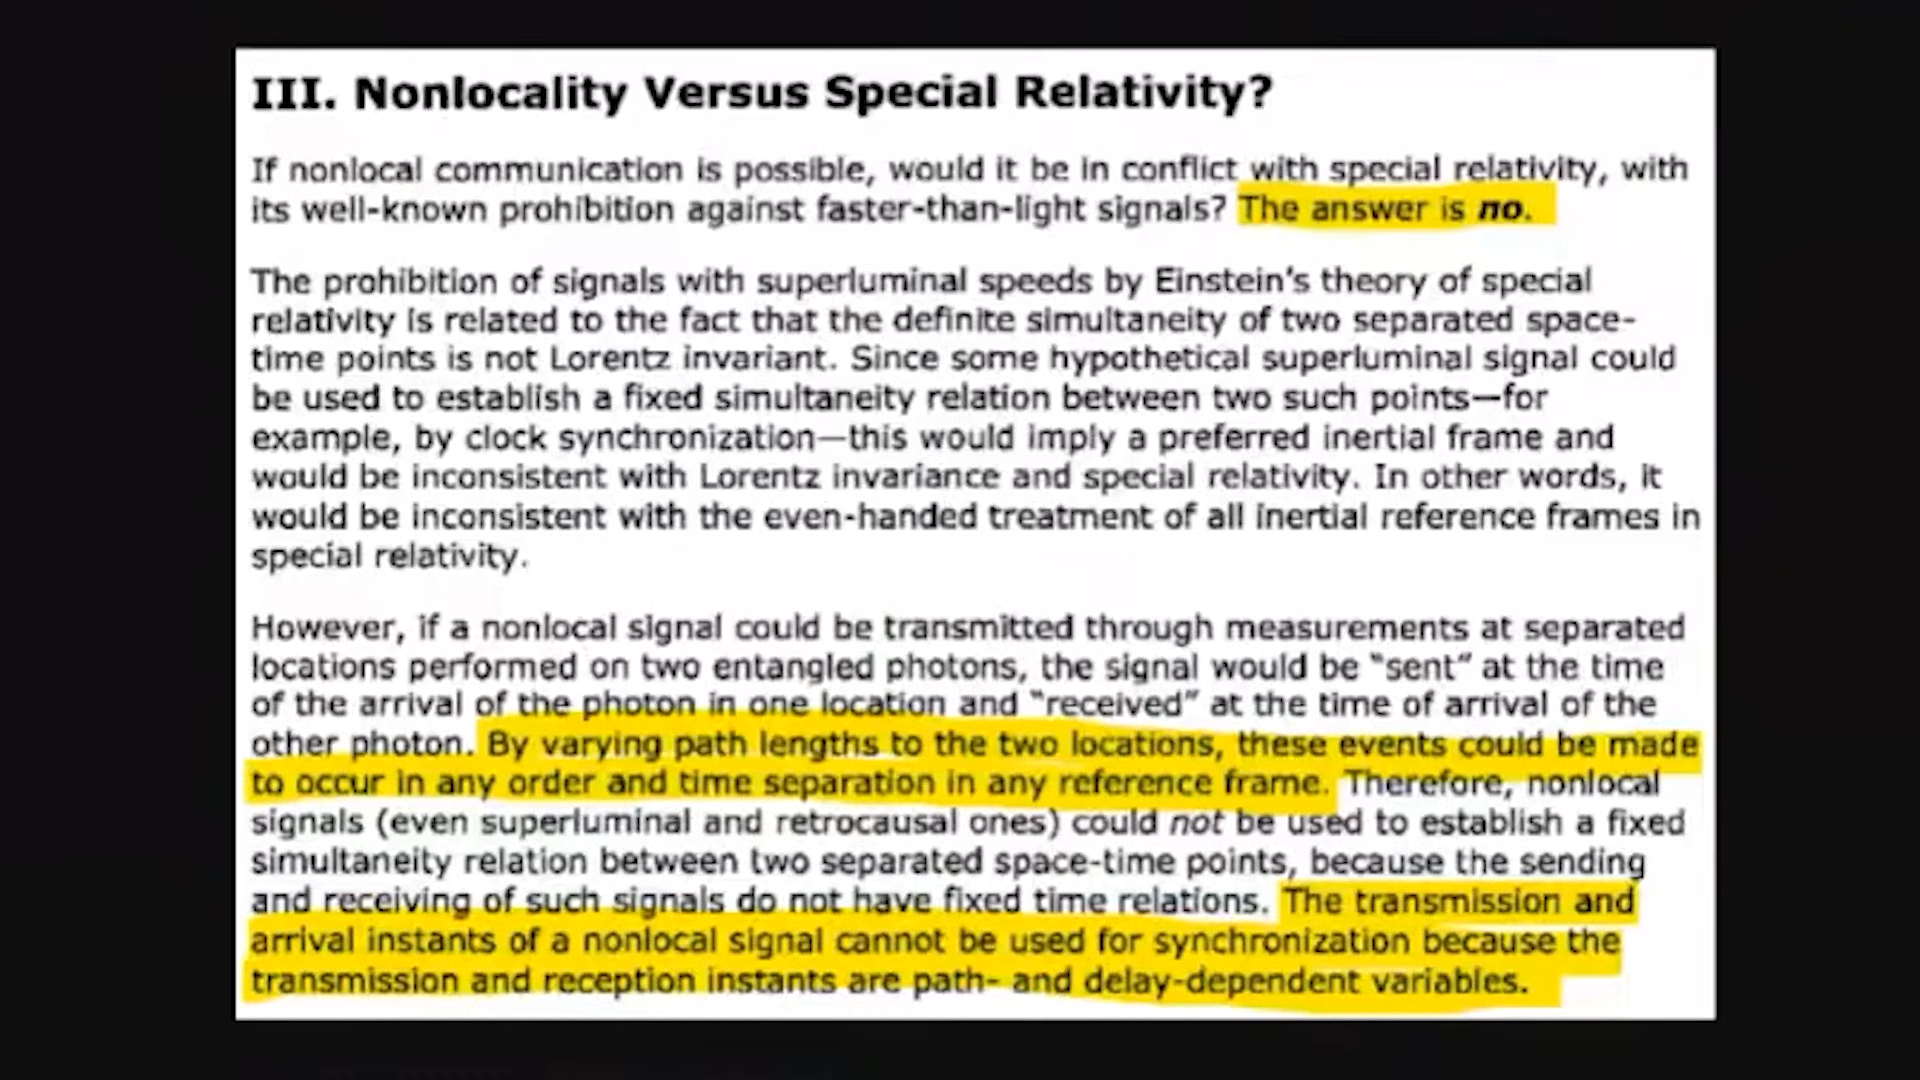 III. Nonlocality Versus Special Relativity?
If nonlocal communication is possible, would it be in conflict with special relativity, with
its well-known prohibition against faster-than-light signals? The answer is no.
The prohibition of signals with superluminal speeds by Einstein's theory of special
relativity is related to the fact that the definite simultaneity of two separated space-
time points is not Lorentz invariant. Since some hypothetical superluminal signal could
be used to establish a fixed simultaneity relation between two such points—for
example, by clock synchronization—this would imply a preferred inertial frame and
would be inconsistent with Lorentz invariance and special relativity. In other words, it
would be inconsistent with the even-handed treatment of all inertial reference frames in
special relativity.
However, if a nonlocal signal could be transmitted through measurements at separated
locations performed on two entangled photons, the signal would be “sent” at the time
of the arrival of the photon in one location and “received” at the time of arrival of the
other photon. By varying path lengths to the two locations, these events could be made
to occur in any order and time separation in any reference frame. Therefore, nonlocal
signals (even superluminal and retrocausal ones) could not be used to establish a fixed
simultaneity relation between two separated space-time points, because the sending
and receiving of such signals do not have fixed time relations. The transmission and
arrival instants of a nonlocal signal cannot be used for synchronization because the
transmission and reception instants are path- and delay-dependent variables.